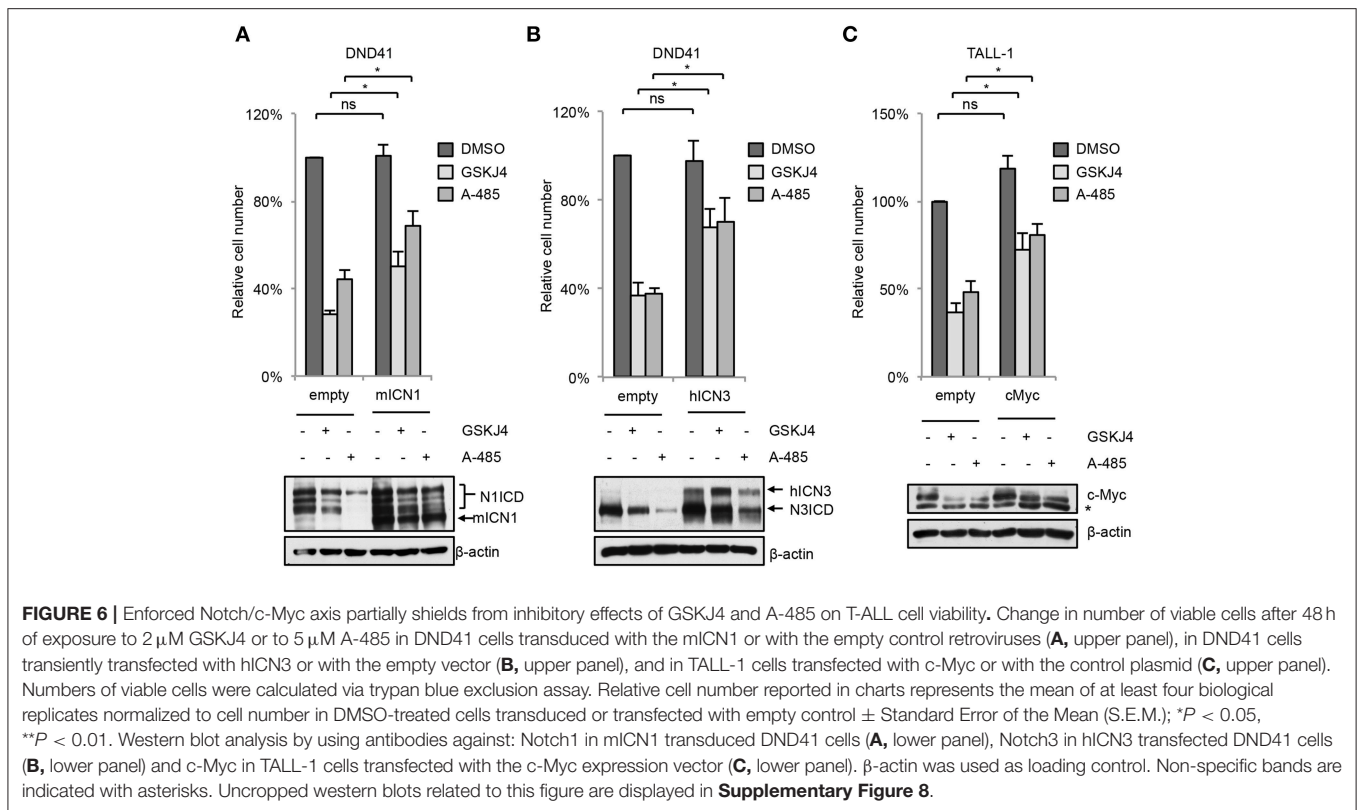 A
DND41
*
*
ns
120%
80%
40%
0%
Relative cell number
DMSO
GSKJ4
A-485
empty mICN1
- + - - + - GSKJ4
- - + - - + A-485
N1ICD
mICN1
β-actin
B
DND41
*
*
ns
120%
80%
40%
0%
Relative cell number
DMSO
GSKJ4
A-485
empty hICN3
- + - - + - GSKJ4
- - + - - + A-485
hICN3
N3ICD
β-actin
C
TALL-1
*
*
ns
150%
100%
50%
0%
Relative cell number
DMSO
GSKJ4
A-485
empty cMyc
- + - - + - GSKJ4
- - + - - + A-485
c-Myc
*
β-actin
FIGURE 6 | Enforced Notch/c-Myc axis partially shields from inhibitory effects of GSKJ4 and A-485 on T-ALL cell viability. Change in number of viable cells after 48 h
of exposure to 2 μM GSKJ4 or to 5 μM A-485 in DND41 cells transduced with the mICN1 or with the empty control retroviruses (A, upper panel), in DND41 cells
transiently transfected with hICN3 or with the empty vector (B, upper panel), and in TALL-1 cells transfected with c-Myc or with the control plasmid (C, upper panel).
Numbers of viable cells were calculated via trypan blue exclusion assay. Relative cell number reported in charts represents the mean of at least four biological
replicates normalized to cell number in DMSO-treated cells transduced or transfected with empty control ± Standard Error of the Mean (S.E.M.); *P < 0.05,
**P < 0.01. Western blot analysis by using antibodies against: Notch1 in mICN1 transduced DND41 cells (A, lower panel), Notch3 in hICN3 transfected DND41 cells
(B, lower panel) and c-Myc in TALL-1 cells transfected with the c-Myc expression vector (C, lower panel). β-actin was used as loading control. Non-specific bands are
indicated with asterisks. Uncropped western blots related to this figure are displayed in Supplementary Figure 8.